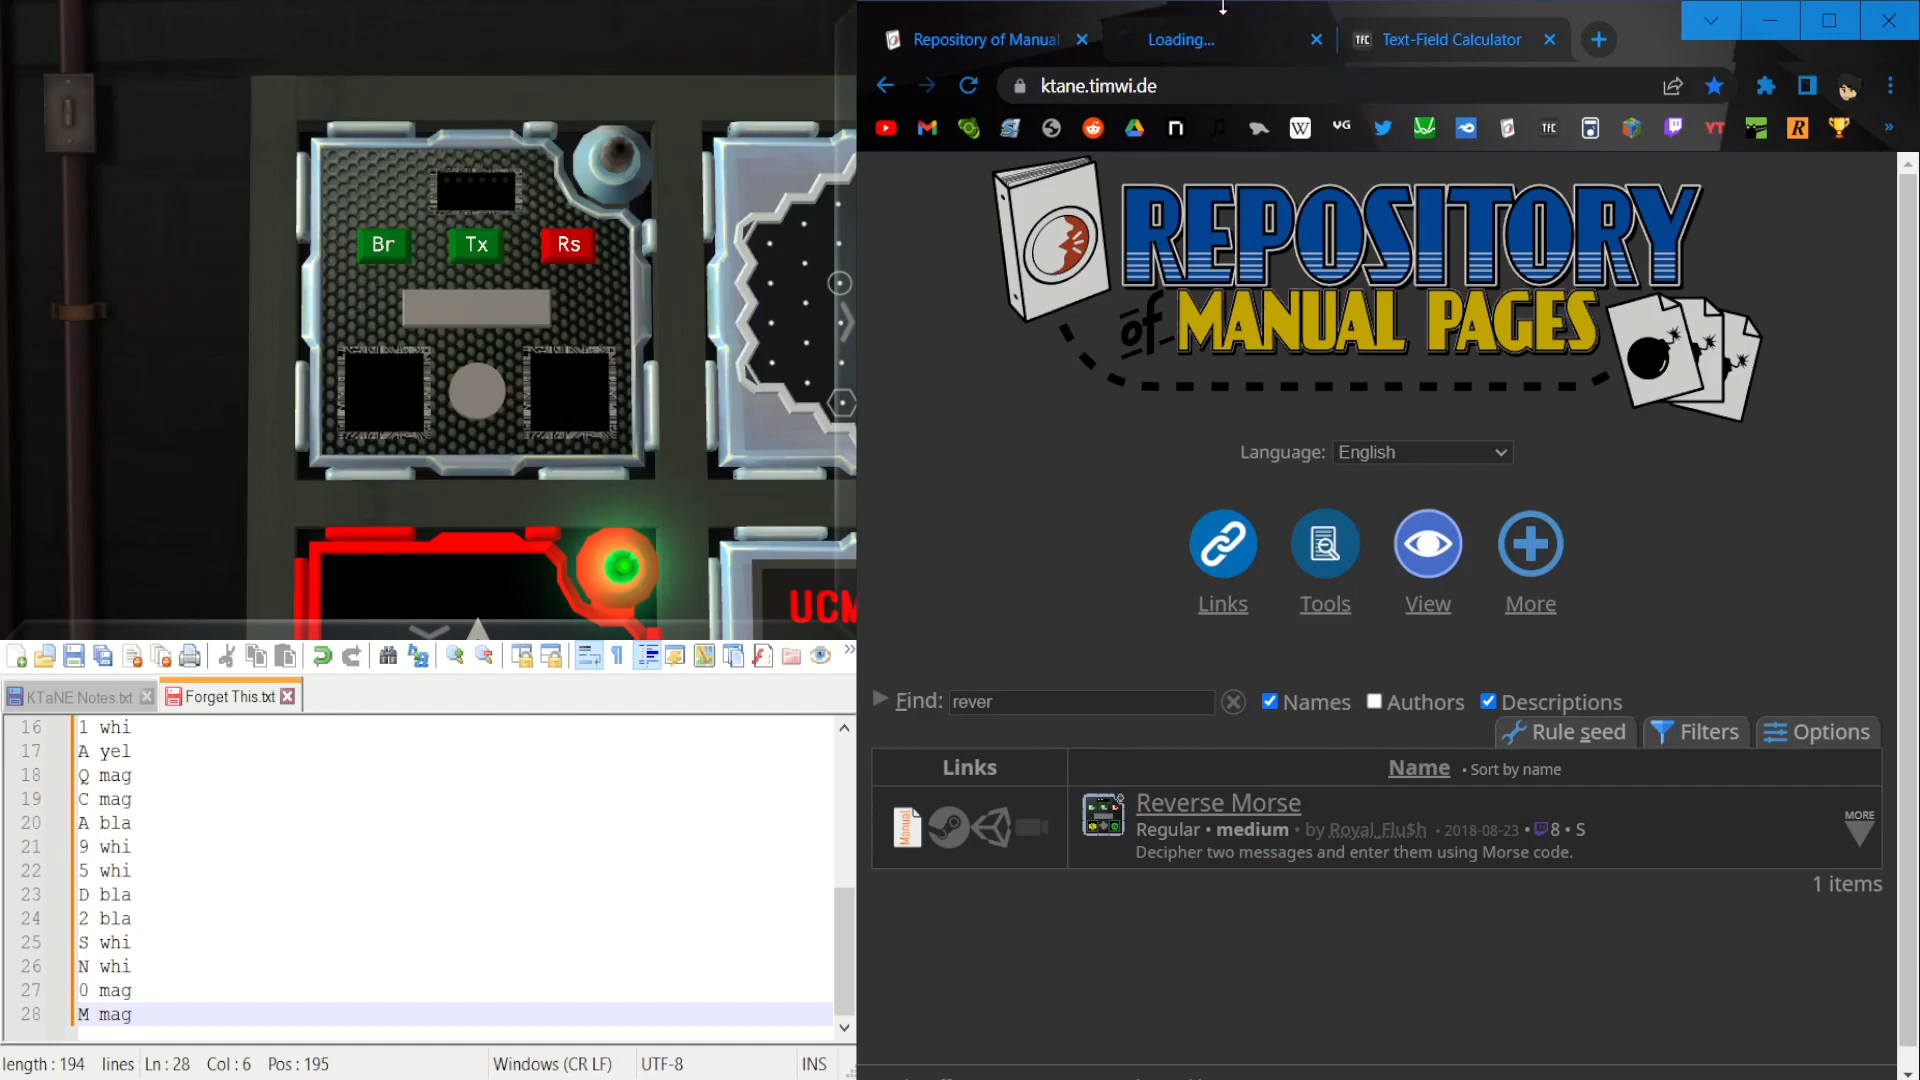 Repository of Manual
Loading...
TFC Text-Field Calculator
ktane.timwi.de
W
VG
TFC
YT
R
»
Br
Tx
Rs
UCM
REPOSITORY
of MANUAL PAGES
Language: English
Links
Tools
View
More
Find: rever
Names
Authors
Descriptions
Rule seed
Filters
Options
Links
Name • Sort by name
Manual
Reverse Morse
Regular • medium • by Royal_Flu$h • 2018-08-23 • 8 • S
Decipher two messages and enter them using Morse code.
MORE
1 items
KTaNE Notes.txt
Forget This.txt
16 1 whi
17 A yel
18 Q mag
19 C mag
20 A bla
21 9 whi
22 5 whi
23 D bla
24 2 bla
25 S whi
26 N whi
27 0 mag
28 M mag
length : 194 lines Ln : 28 Col : 6 Pos : 195 Windows (CR LF) UTF-8 INS